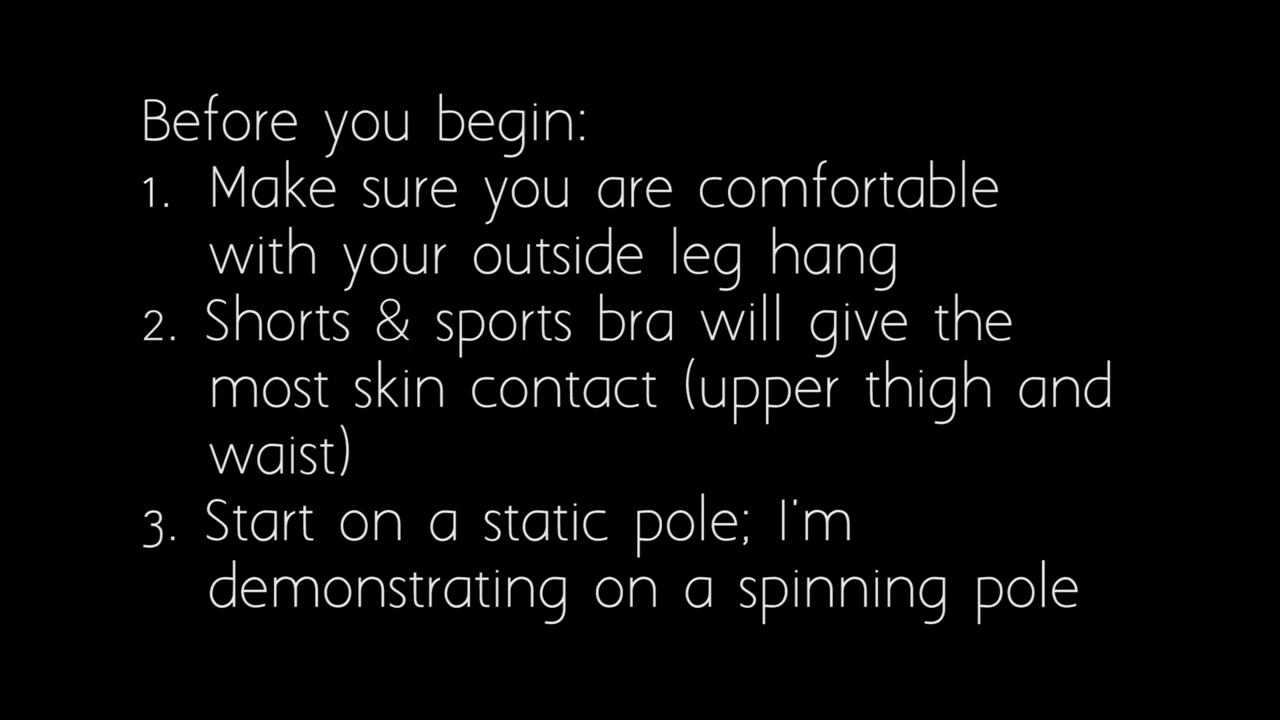 Before you begin:
1. Make sure you are comfortable
with your outside leg hang
2. Shorts & sports bra will give the
most skin contact (upper thigh and
waist)
3. Start on a static pole; I'm
demonstrating on a spinning pole